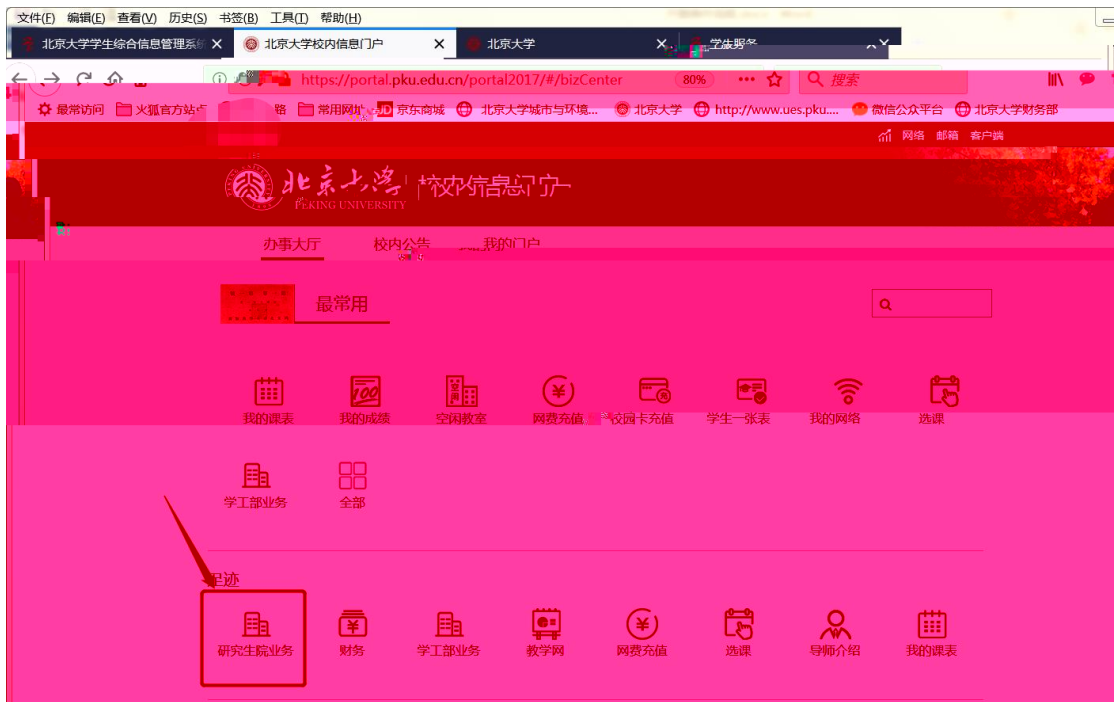 文件(F) 编辑(E) 查看(V) 历史(S) 书签(B) 工具(T) 帮助(H)
北京大学学生综合信息管理系统 北京大学校内信息门户 北京大学 学生服务
https://portal.pku.edu.cn/portal2017/#/bizCenter 80% 搜索
最常访问 火狐官方站点 常用网址 JD 京东商城 北京大学城市与环境... 北京大学 http://www.ues.pku.... 微信公众平台 北京大学财务部
网络 邮箱 客户端
北京大学 校内信息门户
PEKING UNIVERSITY
办事大厅 校内公告 我的门户
最常用
我的课表 我的成绩 空闲教室 网费充值 校园卡充值 学生一张表 我的网络 选课
学工部业务 全部
足迹
研究生院业务 财务 学工部业务 教学网 网费充值 选课 导师介绍 我的课表